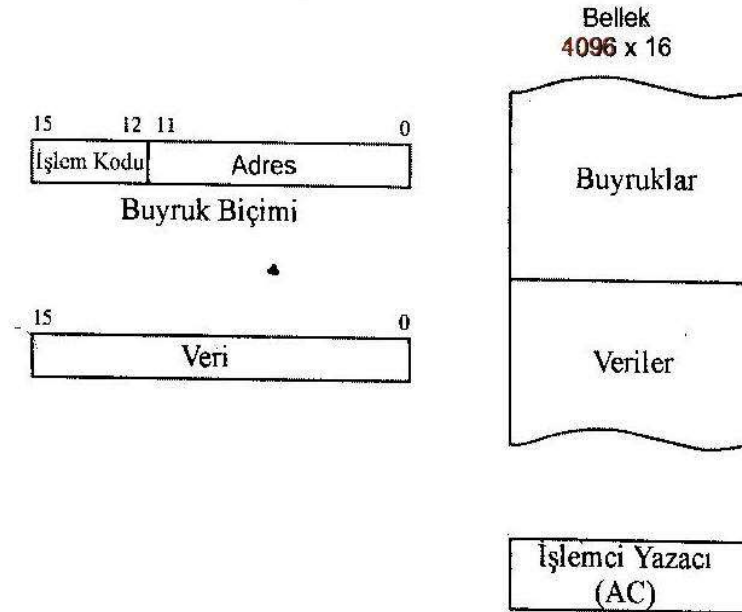 Bellek
4096 x 16
15 12 11 0
İşlem Kodu Adres
Buyruk Biçimi
15 0
Veri
Buyruklar
Veriler
İşlemci Yazacı
(AC)